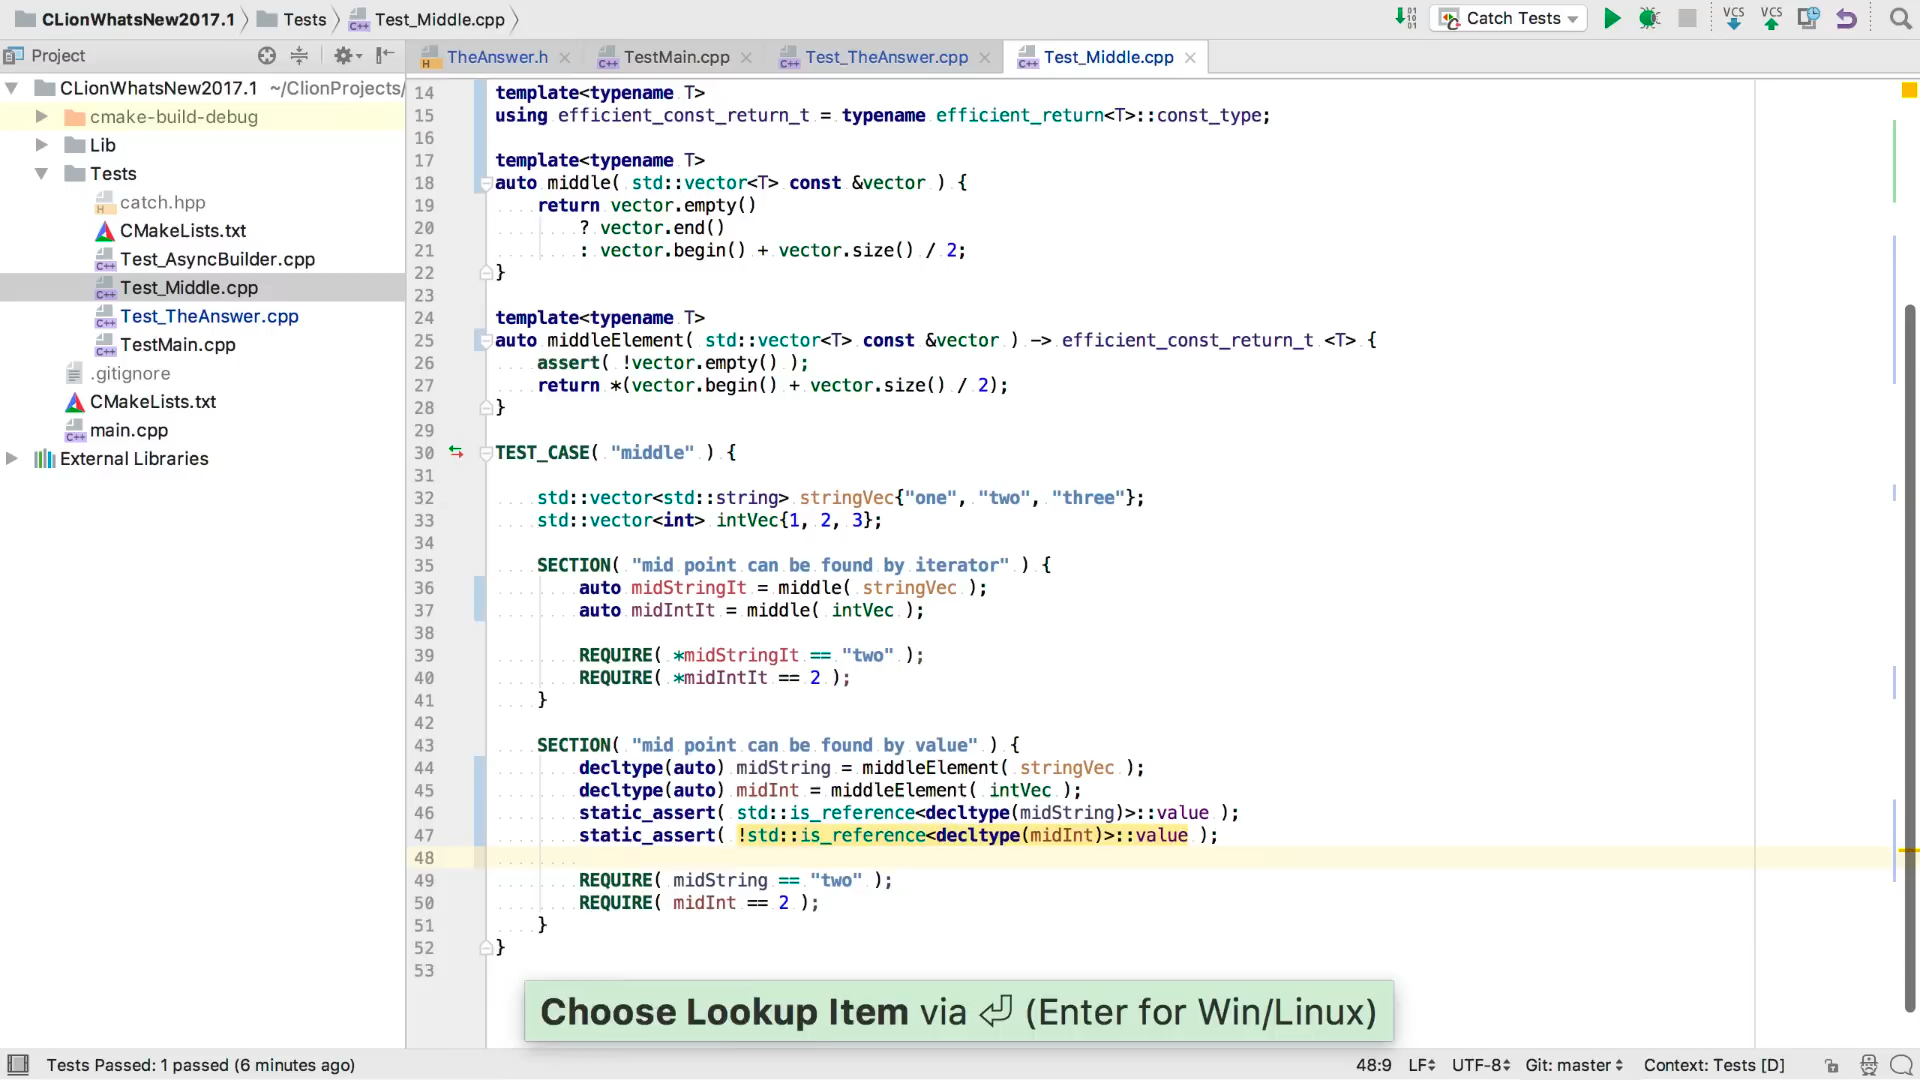 CLionWhatsNew2017.1 Tests Test_Middle.cpp Catch Tests VCS VCS
Project TheAnswer.h TestMain.cpp Test_TheAnswer.cpp Test_Middle.cpp
CLionWhatsNew2017.1 ~/ClionProjects/
cmake-build-debug
Lib
Tests
catch.hpp
CMakeLists.txt
Test_AsyncBuilder.cpp
Test_Middle.cpp
Test_TheAnswer.cpp
TestMain.cpp
.gitignore
CMakeLists.txt
main.cpp
External Libraries
14 template<typename T>
15 using efficient_const_return_t = typename efficient_return<T>::const_type;
16
17 template<typename T>
18 auto middle( std::vector<T> const &vector ) {
19 return vector.empty()
20 ? vector.end()
21 : vector.begin() + vector.size() / 2;
22 }
23
24 template<typename T>
25 auto middleElement( std::vector<T> const &vector ) -> efficient_const_return_t <T> {
26 assert( !vector.empty() );
27 return *(vector.begin() + vector.size() / 2);
28 }
29
30 TEST_CASE( "middle" ) {
31
32 std::vector<std::string> stringVec{"one", "two", "three"};
33 std::vector<int> intVec{1, 2, 3};
34
35 SECTION( "mid point can be found by iterator" ) {
36 auto midStringIt = middle( stringVec );
37 auto midIntIt = middle( intVec );
38
39 REQUIRE( *midStringIt == "two" );
40 REQUIRE( *midIntIt == 2 );
41 }
42
43 SECTION( "mid point can be found by value" ) {
44 decltype(auto) midString = middleElement( stringVec );
45 decltype(auto) midInt = middleElement( intVec );
46 static_assert( std::is_reference<decltype(midString)>::value );
47 static_assert( !std::is_reference<decltype(midInt)>::value );
48
49 REQUIRE( midString == "two" );
50 REQUIRE( midInt == 2 );
51 }
52 }
53
Choose Lookup Item via ⏎ (Enter for Win/Linux)
Tests Passed: 1 passed (6 minutes ago) 48:9 LF UTF-8 Git: master Context: Tests [D]